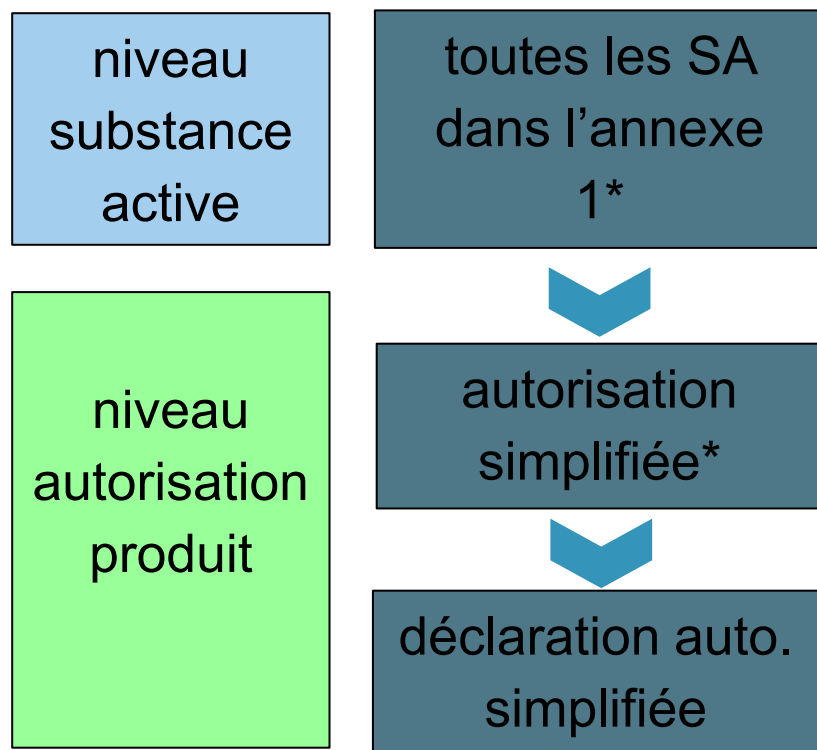 niveau
substance
active
toutes les SA
dans l’annexe
1*
niveau
autorisation
produit
autorisation
simplifiée*
déclaration auto.
simplifiée